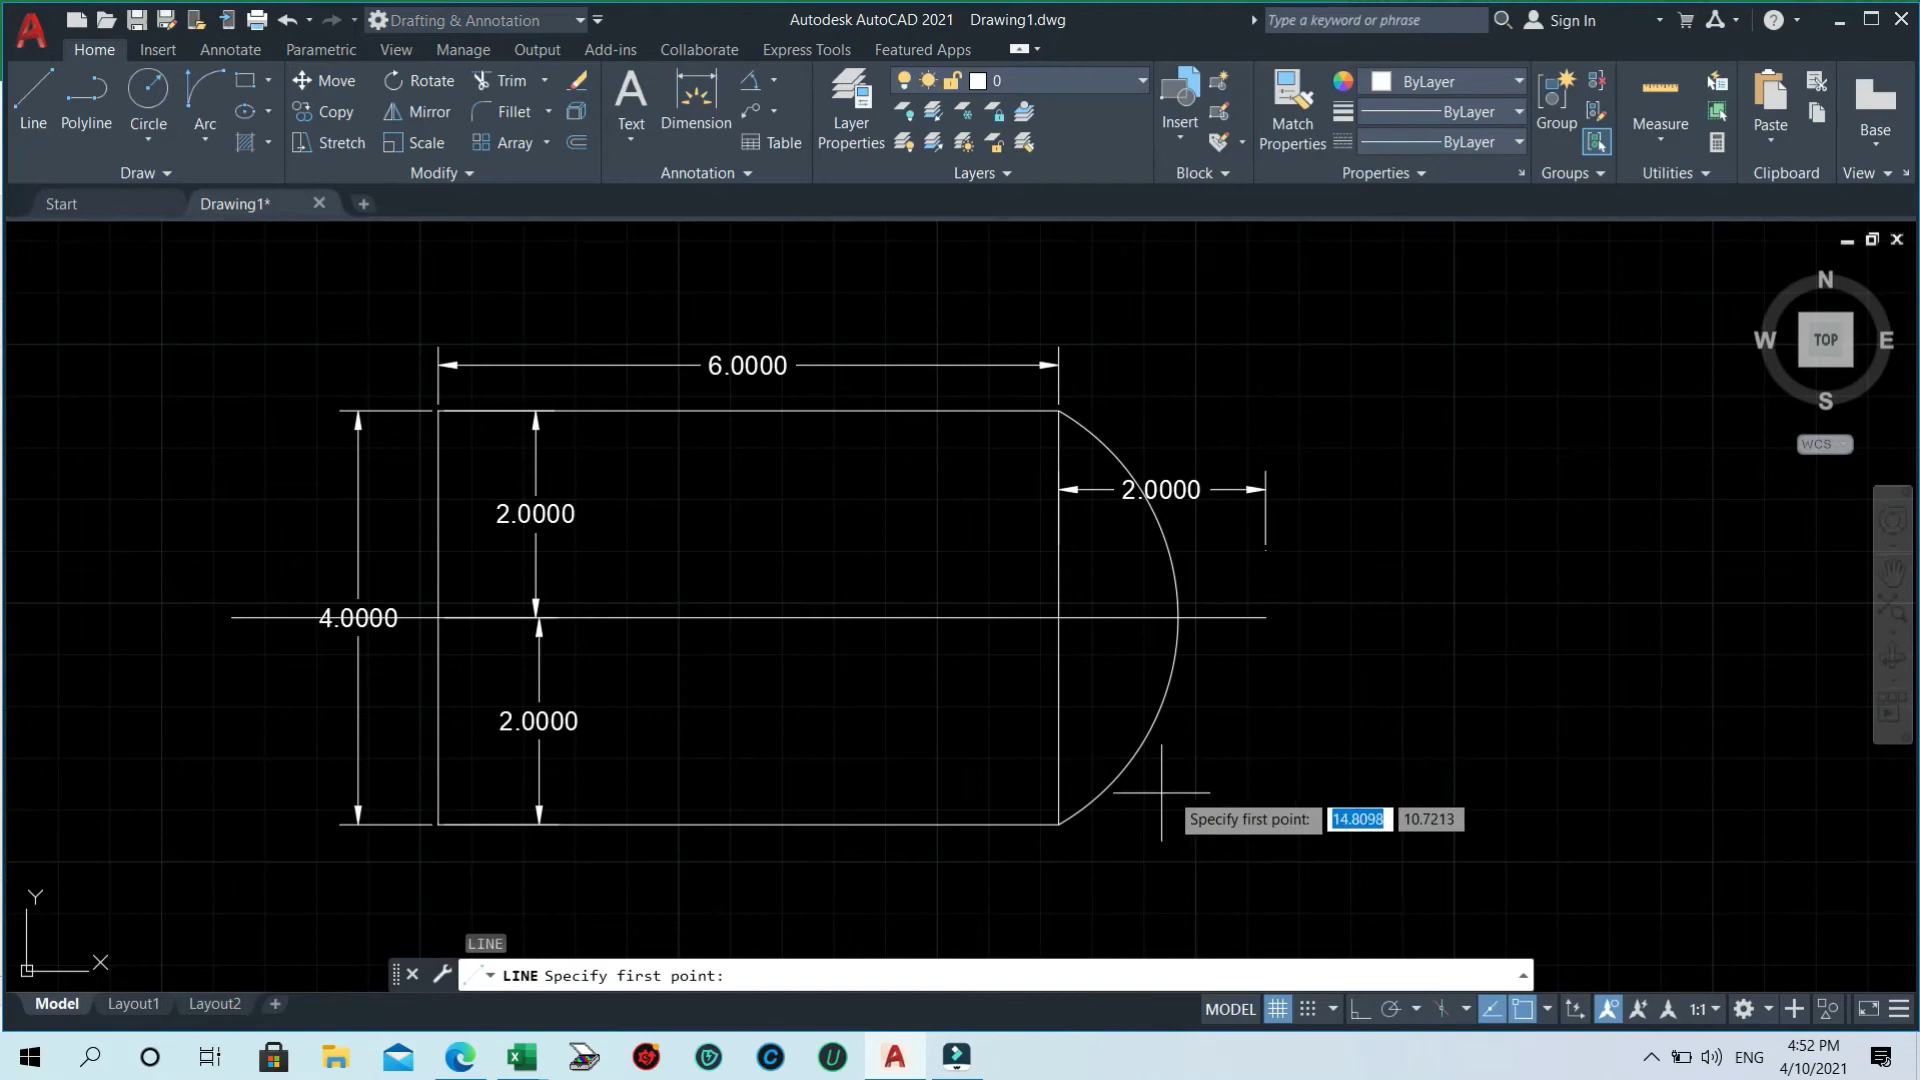 Drafting & Annotation
Autodesk AutoCAD 2021 Drawing1.dwg
Type a keyword or phrase
Sign In
Home Insert Annotate Parametric View Manage Output Add-ins Collaborate Express Tools Featured Apps
Line Polyline Circle Arc
Move Rotate Trim
Copy Mirror Fillet
Stretch Scale Array
Text Dimension Table
Layer Properties
0
Insert
Match Properties
ByLayer
ByLayer
ByLayer
Group
Measure
Paste
Base
Draw Modify Annotation Layers Block Properties Groups Utilities Clipboard View
Start Drawing1*
N
W TOP E
S
WCS
6.0000
2.0000
2.0000
4.0000
2.0000
Specify first point: 14.8098 10.7213
Y
X
LINE
LINE Specify first point:
Model Layout1 Layout2
MODEL 1:1
ENG
4:52 PM
4/10/2021